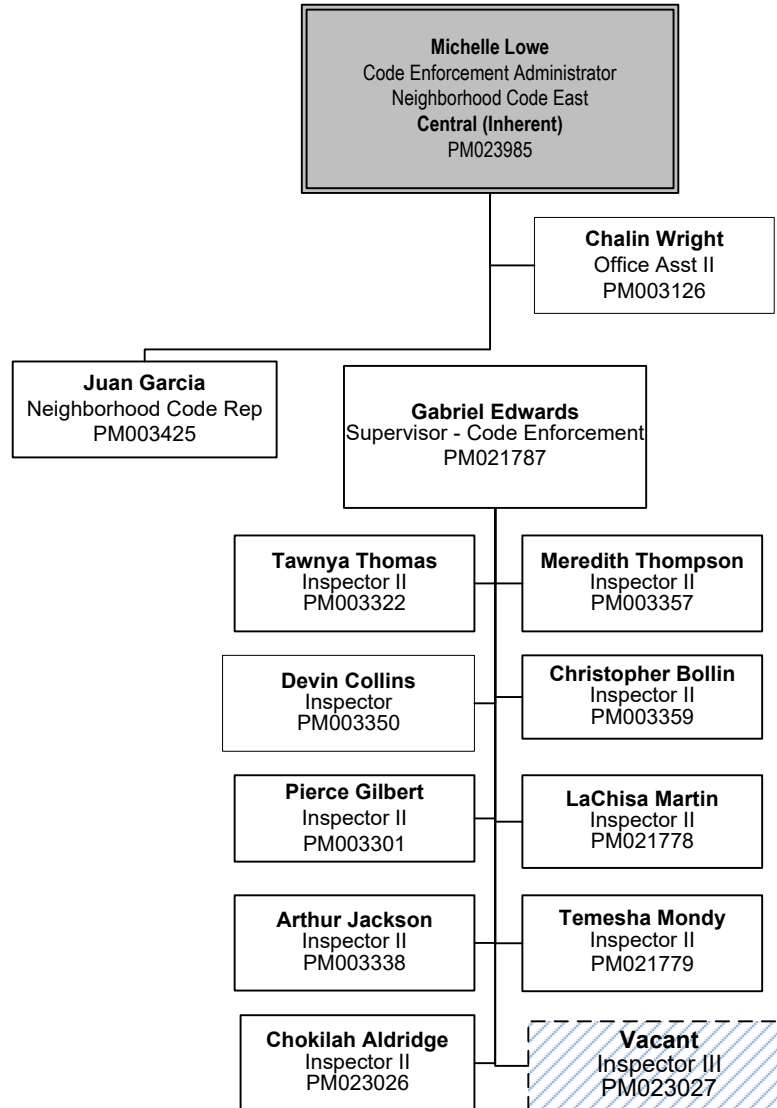 Michelle Lowe
Code Enforcement Administrator
Neighborhood Code East
Central (Inherent)
PM023985
Chalin Wright
Office Asst II
PM003126
Juan Garcia
Neighborhood Code Rep
PM003425
Gabriel Edwards
Supervisor - Code Enforcement
PM021787
Tawnya Thomas
Inspector II
PM003322
Meredith Thompson
Inspector II
PM003357
Devin Collins
Inspector
PM003350
Christopher Bollin
Inspector II
PM003359
Pierce Gilbert
Inspector II
PM003301
LaChisa Martin
Inspector II
PM021778
Arthur Jackson
Inspector II
PM003338
Temesha Mondy
Inspector II
PM021779
Chokilah Aldridge
Inspector II
PM023026
Vacant
Inspector III
PM023027